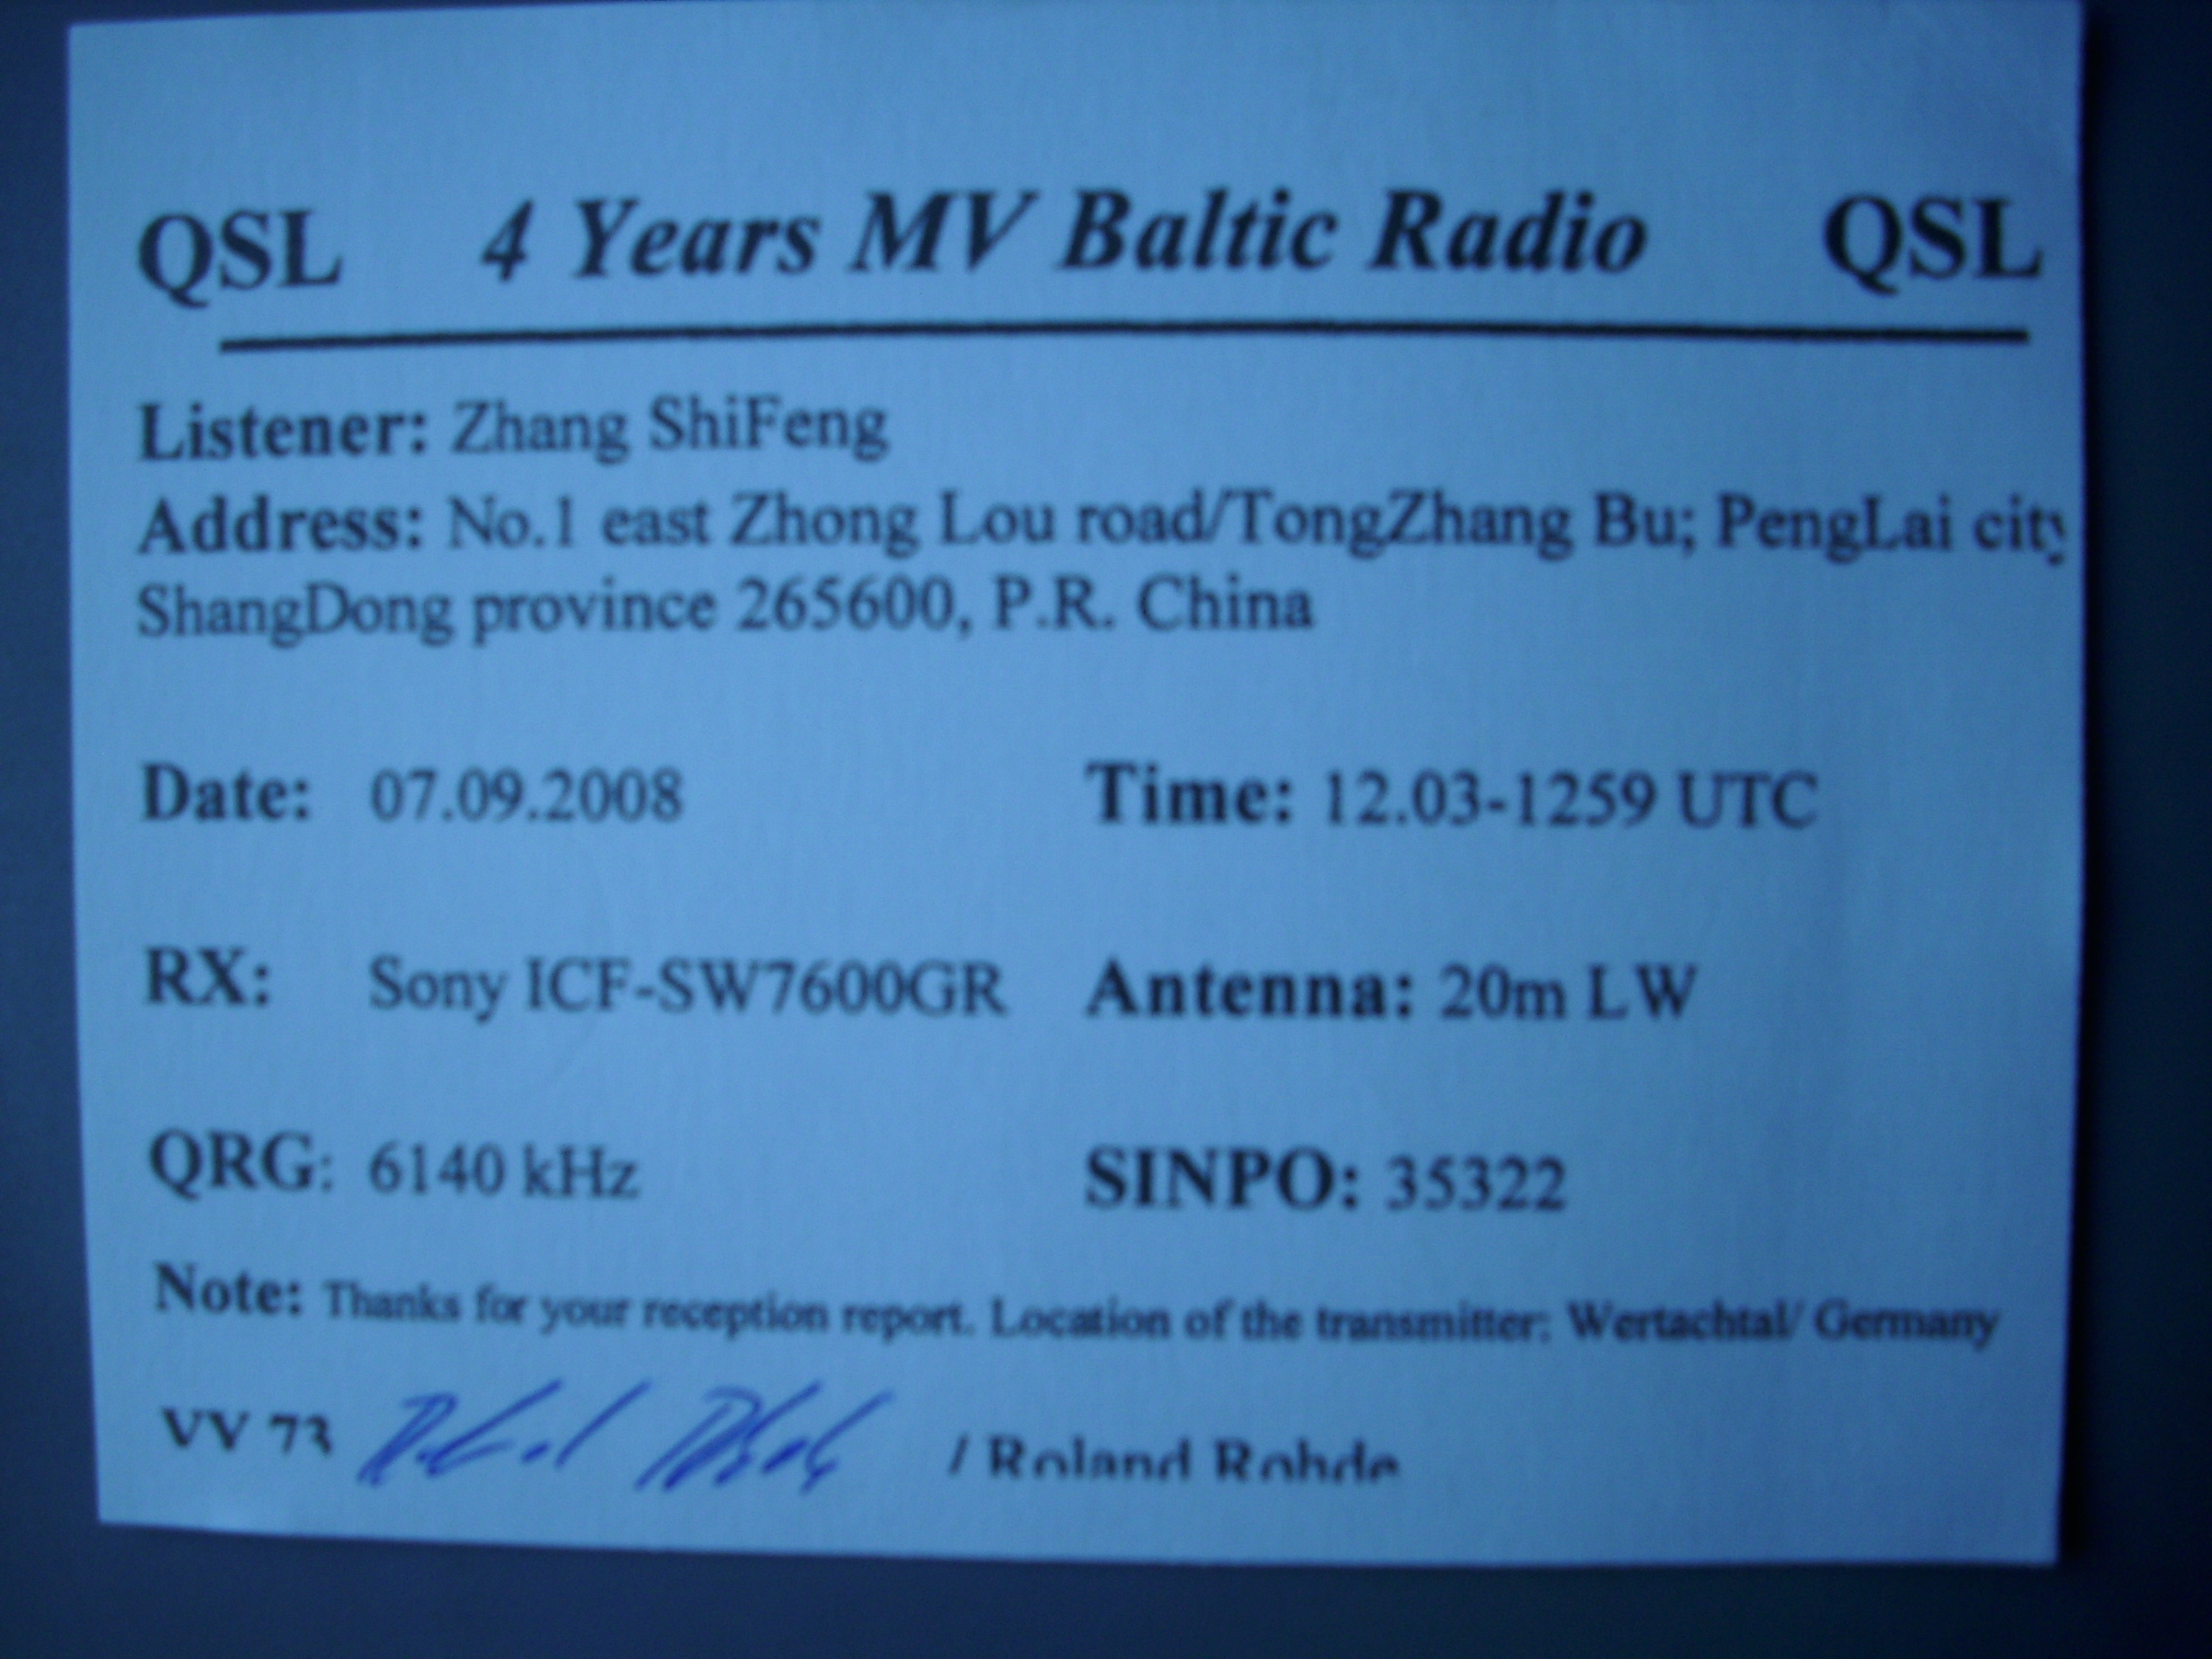 QSL 4 Years MV Baltic Radio QSL
Listener: Zhang ShiFeng
Address: No.1 east Zhong Lou road/TongZhang Bu; PengLai city
ShangDong province 265600, P.R. China
Date: 07.09.2008 Time: 12.03-1259 UTC
RX: Sony ICF-SW7600GR Antenna: 20m LW
QRG: 6140 kHz SINPO: 35322
Note: Thanks for your reception report. Location of the transmitter: Wertachtal/ Germany
VV 73 Roland Rohde / Roland Rohde